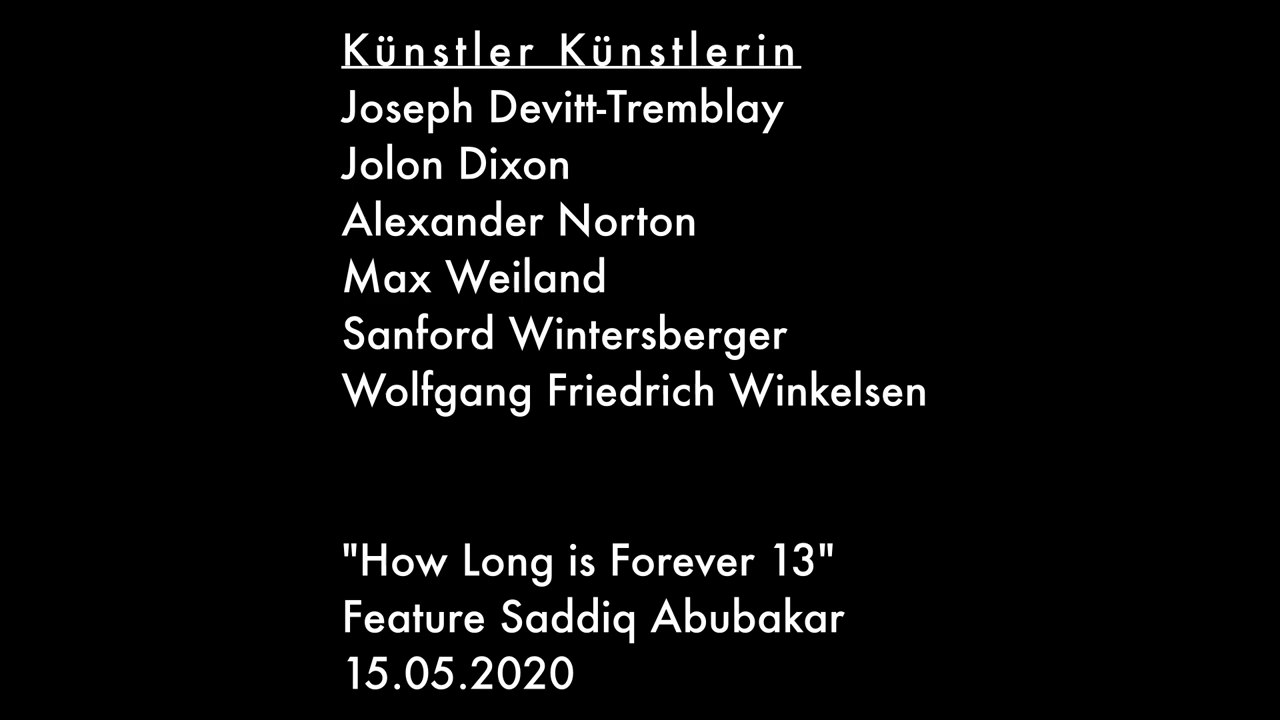 Künstler Künstlerin
Joseph Devitt-Tremblay
Jolon Dixon
Alexander Norton
Max Weiland
Sanford Wintersberger
Wolfgang Friedrich Winkelsen
"How Long is Forever 13"
Feature Saddiq Abubakar
15.05.2020